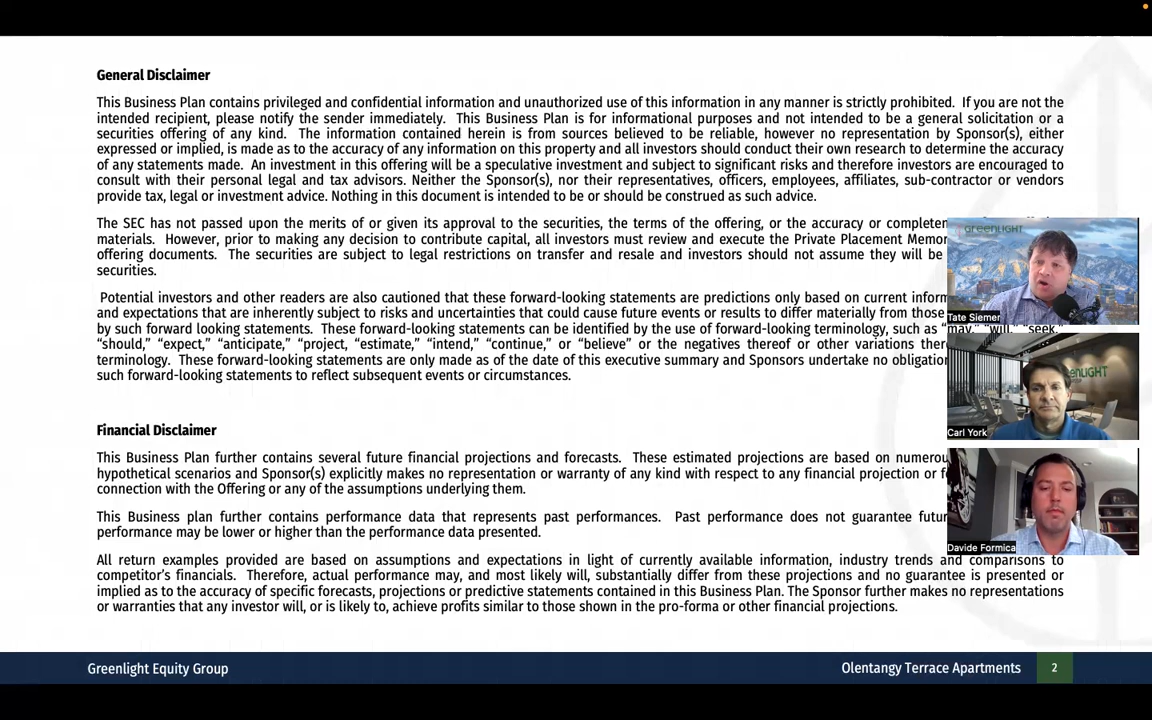 General Disclaimer
This Business Plan contains privileged and confidential information and unauthorized use of this information in any manner is strictly prohibited. If you are not the
intended recipient, please notify the sender immediately. This Business Plan is for informational purposes and not intended to be a general solicitation or a
securities offering of any kind. The information contained herein is from sources believed to be reliable, however no representation by Sponsor(s), either
expressed or implied, is made as to the accuracy of any information on this property and all investors should conduct their own research to determine the accuracy
of any statements made. An investment in this offering will be a speculative investment and subject to significant risks and therefore investors are encouraged to
consult with their personal legal and tax advisors. Neither the Sponsor(s), nor their representatives, officers, employees, affiliates, sub-contractor or vendors
provide tax, legal or investment advice. Nothing in this document is intended to be or should be construed as such advice.
The SEC has not passed upon the merits of or given its approval to the securities, the terms of the offering, or the accuracy or completen
materials. However, prior to making any decision to contribute capital, all investors must review and execute the Private Placement Memor
offering documents. The securities are subject to legal restrictions on transfer and resale and investors should not assume they will be
securities.
Potential investors and other readers are also cautioned that these forward-looking statements are predictions only based on current inform
and expectations that are inherently subject to risks and uncertainties that could cause future events or results to differ materially from those
by such forward looking statements. These forward-looking statements can be identified by the use of forward-looking terminology, such as “may,” “will,” “seek,”
“should,” “expect,” “anticipate,” “project, “estimate,” “intend,” “continue,” or “believe” or the negatives thereof or other variations ther
terminology. These forward-looking statements are only made as of the date of this executive summary and Sponsors undertake no obligation
such forward-looking statements to reflect subsequent events or circumstances.
Financial Disclaimer
This Business Plan further contains several future financial projections and forecasts. These estimated projections are based on numerou
hypothetical scenarios and Sponsor(s) explicitly makes no representation or warranty of any kind with respect to any financial projection or f
connection with the Offering or any of the assumptions underlying them.
This Business plan further contains performance data that represents past performances. Past performance does not guarantee futur
performance may be lower or higher than the performance data presented.
All return examples provided are based on assumptions and expectations in light of currently available information, industry trends and comparisons to
competitor’s financials. Therefore, actual performance may, and most likely will, substantially differ from these projections and no guarantee is presented or
implied as to the accuracy of specific forecasts, projections or predictive statements contained in this Business Plan. The Sponsor further makes no representations
or warranties that any investor will, or is likely to, achieve profits similar to those shown in the pro-forma or other financial projections.
GREENLIGHT
Tate Siemer
GREENLIGHT
Carl York
Davide Formica
Greenlight Equity Group
Olentangy Terrace Apartments
2